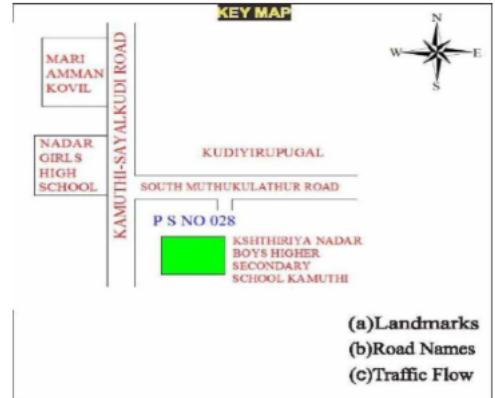 KEY MAP
N
W
E
S
MARI
AMMAN
KOVIL
KAMUTHI-SAYALKUDI ROAD
NADAR
GIRLS
HIGH
SCHOOL
KUDIYIRUPUGAL
SOUTH MUTHUKULATHUR ROAD
P S NO 028
KSHTHIRIYA NADAR
BOYS HIGHER
SECONDARY
SCHOOL KAMUTHI
(a)Landmarks
(b)Road Names
(c)Traffic Flow